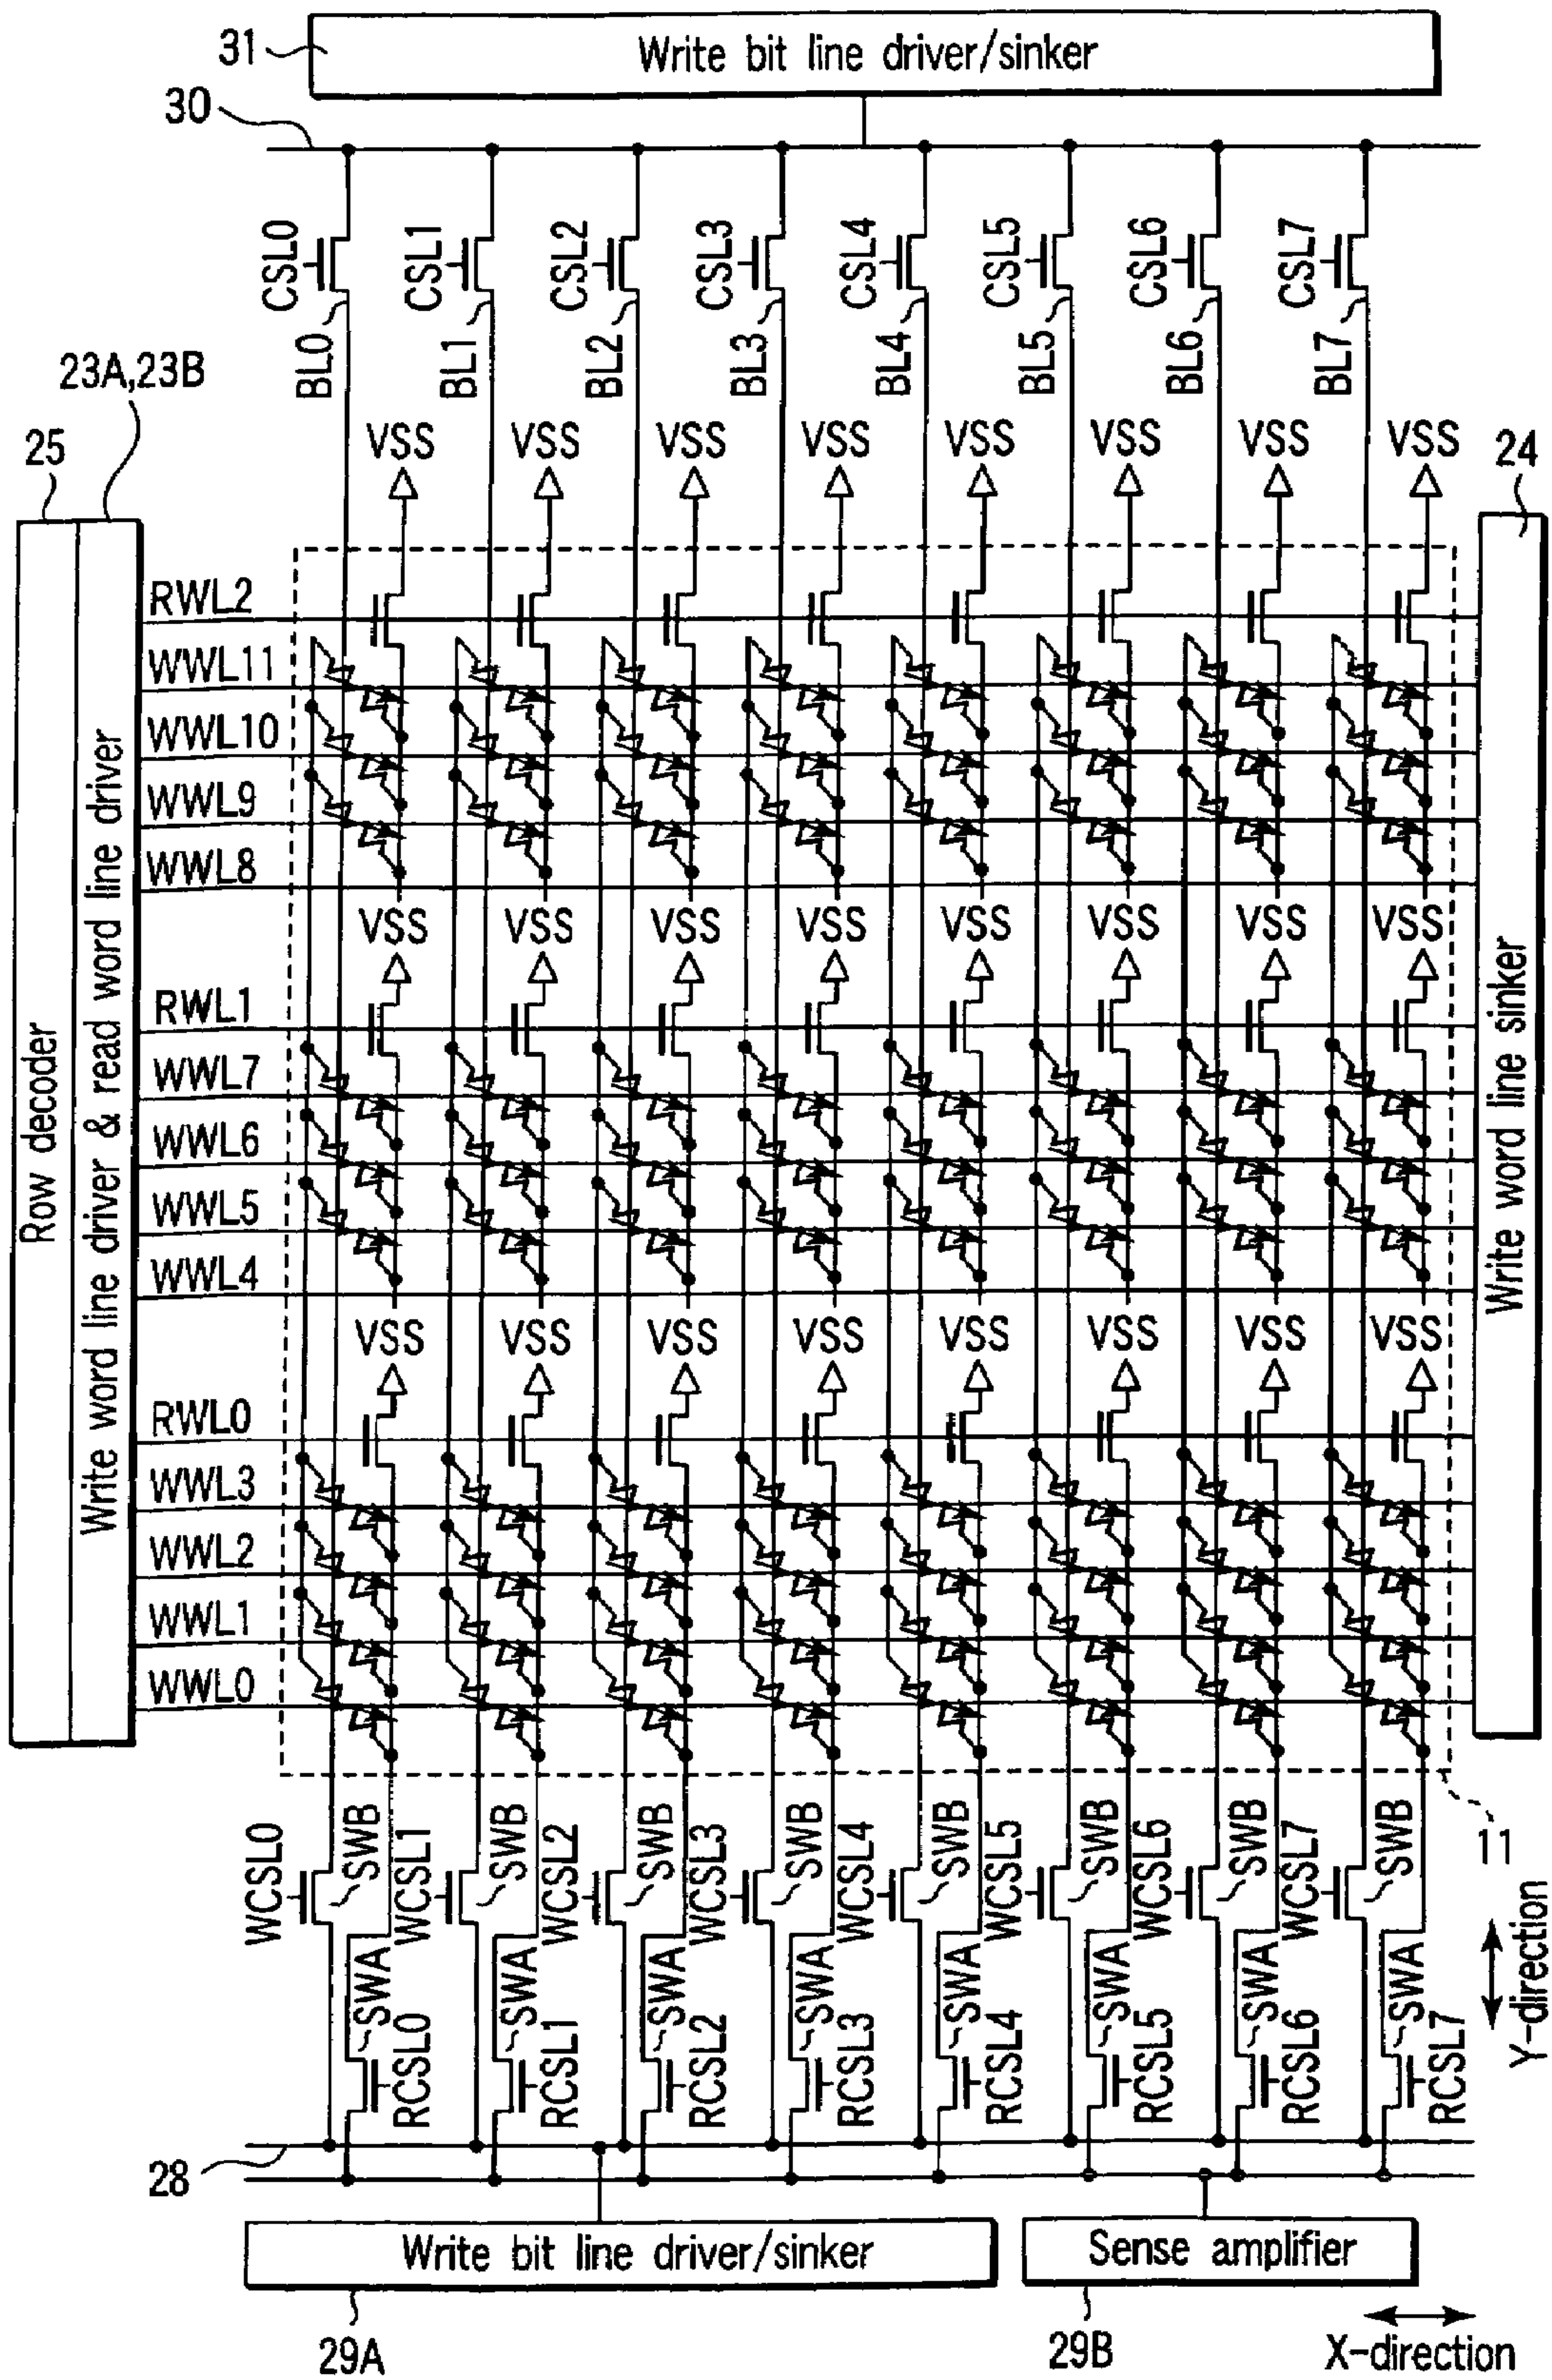 31
Write bit line driver/sinker
30
CSL0
CSL1
CSL2
CSL3
CSL4
CSL5
CSL6
CSL7
BL0
BL1
BL2
BL3
BL4
BL5
BL6
BL7
23A,23B
25
24
VSS
VSS
VSS
VSS
VSS
VSS
VSS
VSS
Row decoder
Write word line driver & read word line driver
Write word line sinker
RWL2
WWL11
WWL10
WWL9
WWL8
VSS
VSS
VSS
VSS
VSS
VSS
VSS
VSS
RWL1
WWL7
WWL6
WWL5
WWL4
VSS
VSS
VSS
VSS
VSS
VSS
VSS
VSS
RWL0
WWL3
WWL2
WWL1
WWL0
WCSL0
SWB
WCSL1
SWB
WCSL2
SWB
WCSL3
SWB
WCSL4
SWB
WCSL5
SWB
WCSL6
SWB
WCSL7
SWB
11
SWA
SWA
SWA
SWA
SWA
SWA
SWA
SWA
RCSL0
RCSL1
RCSL2
RCSL3
RCSL4
RCSL5
RCSL6
RCSL7
Y-direction
28
Write bit line driver/sinker
Sense amplifier
29A
29B
X-direction